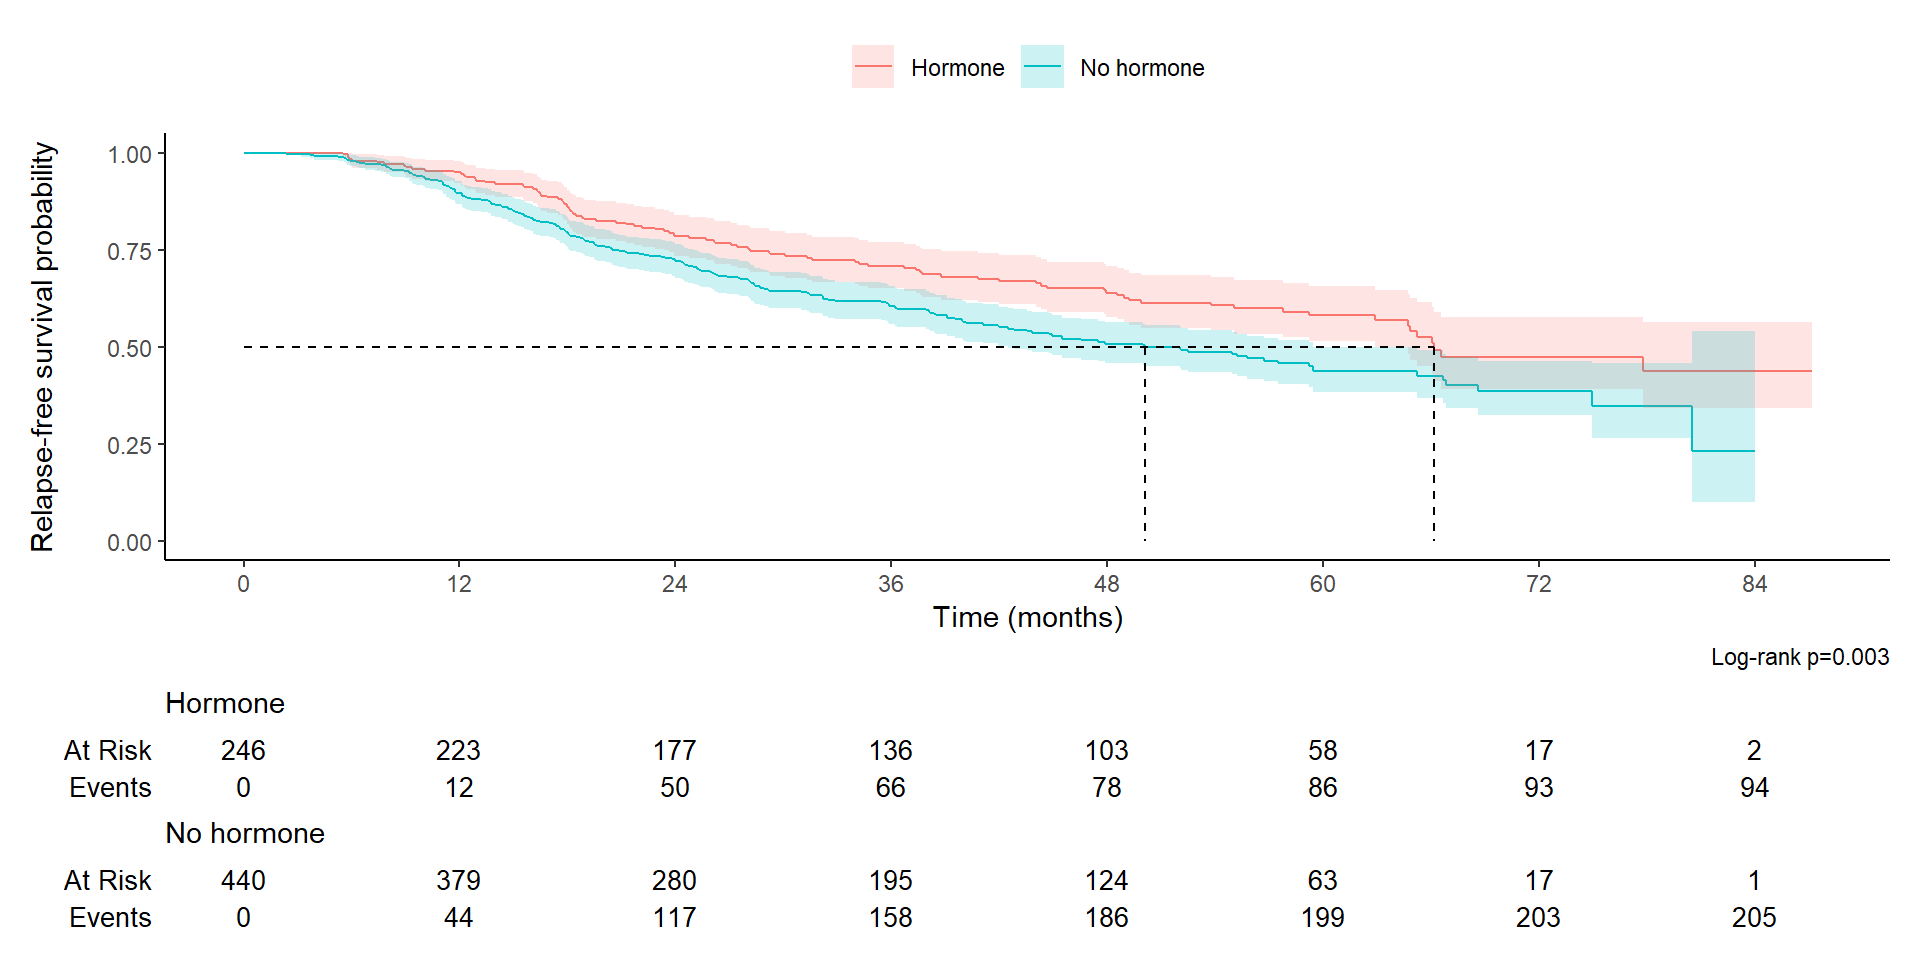 Hormone No hormone
Relapse-free survival probability
1.00
0.75
0.50
0.25
0.00
0 12 24 36 48 60 72 84
Time (months)
Log-rank p=0.003
Hormone
At Risk 246 223 177 136 103 58 17 2
Events 0 12 50 66 78 86 93 94
No hormone
At Risk 440 379 280 195 124 63 17 1
Events 0 44 117 158 186 199 203 205